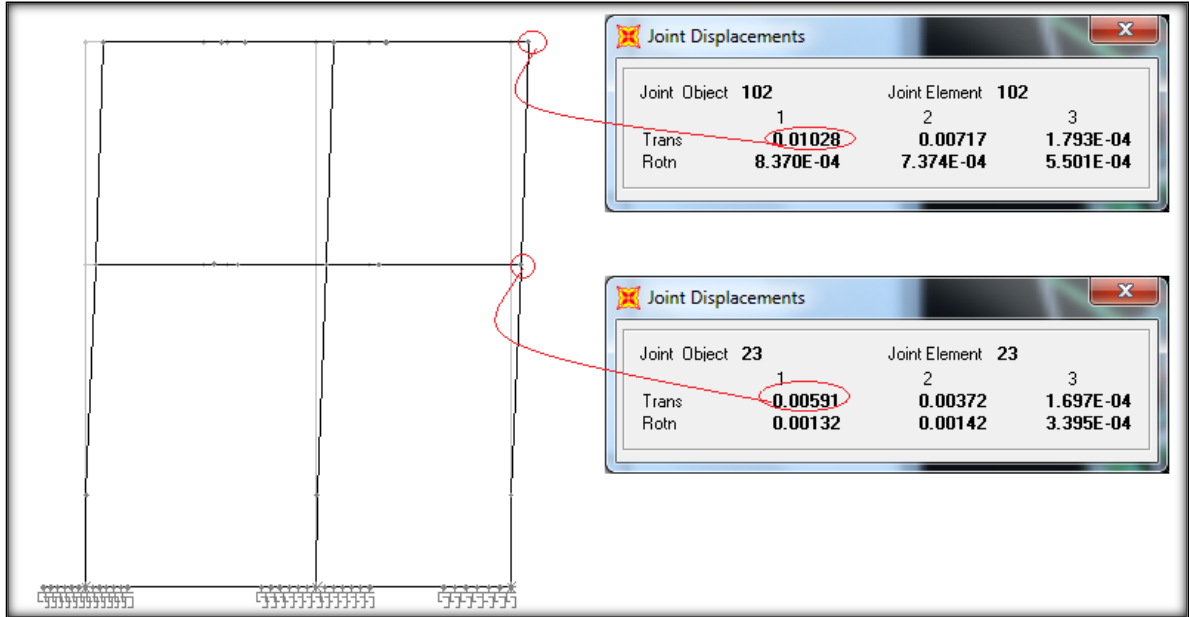 Joint Displacements
Joint Object 102 Joint Element 102
1 2 3
Trans 0.01028 0.00717 1.793E-04
Rotn 8.370E-04 7.374E-04 5.501E-04
Joint Displacements
Joint Object 23 Joint Element 23
1 2 3
Trans 0.00591 0.00372 1.697E-04
Rotn 0.00132 0.00142 3.395E-04